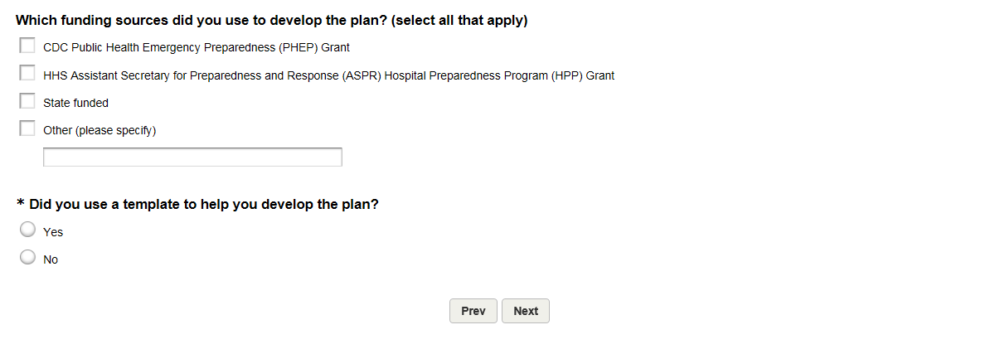 Which funding sources did you use to develop the plan? (select all that apply)
CDC Public Health Emergency Preparedness (PHEP) Grant
HHS Assistant Secretary for Preparedness and Response (ASPR) Hospital Preparedness Program (HPP) Grant
State funded
Other (please specify)
* Did you use a template to help you develop the plan?
Yes
No
Prev Next